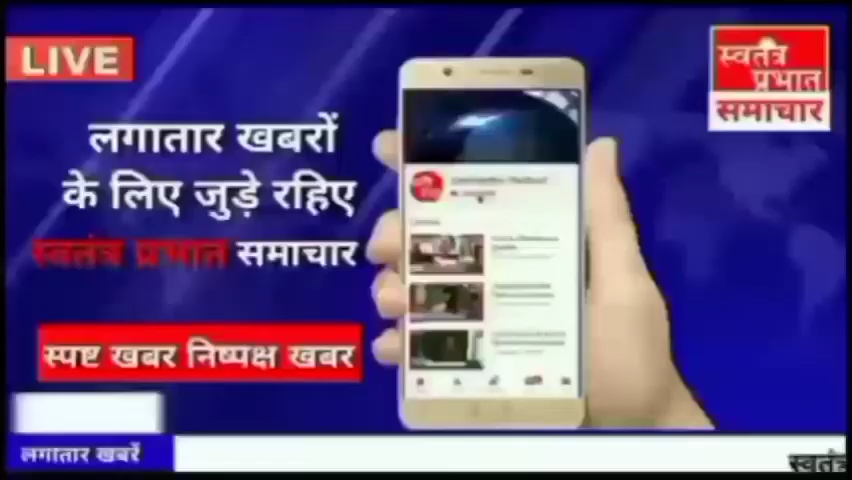 LIVE
स्वतंत्र
प्रभात
समाचार
लगातार खबरों
के लिए जुड़े रहिए
स्वतंत्र प्रभात समाचार
स्पष्ट खबर निष्पक्ष खबर
लगातार खबरें